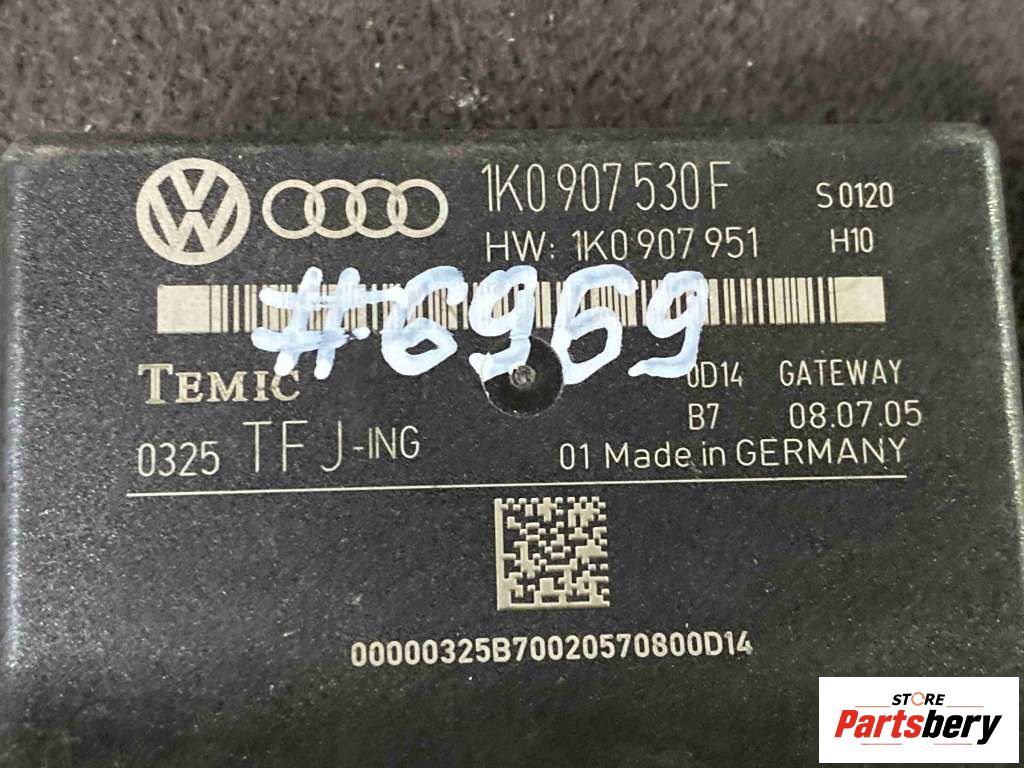 1K0 907 530 F S 0120
HW: 1K0 907 951 H10
#6969
TEMIC 0D14 GATEWAY
B7 08.07.05
0325 TFJ-ING 01 Made in GERMANY
00000325B70020570800D14
STORE
Partsbery